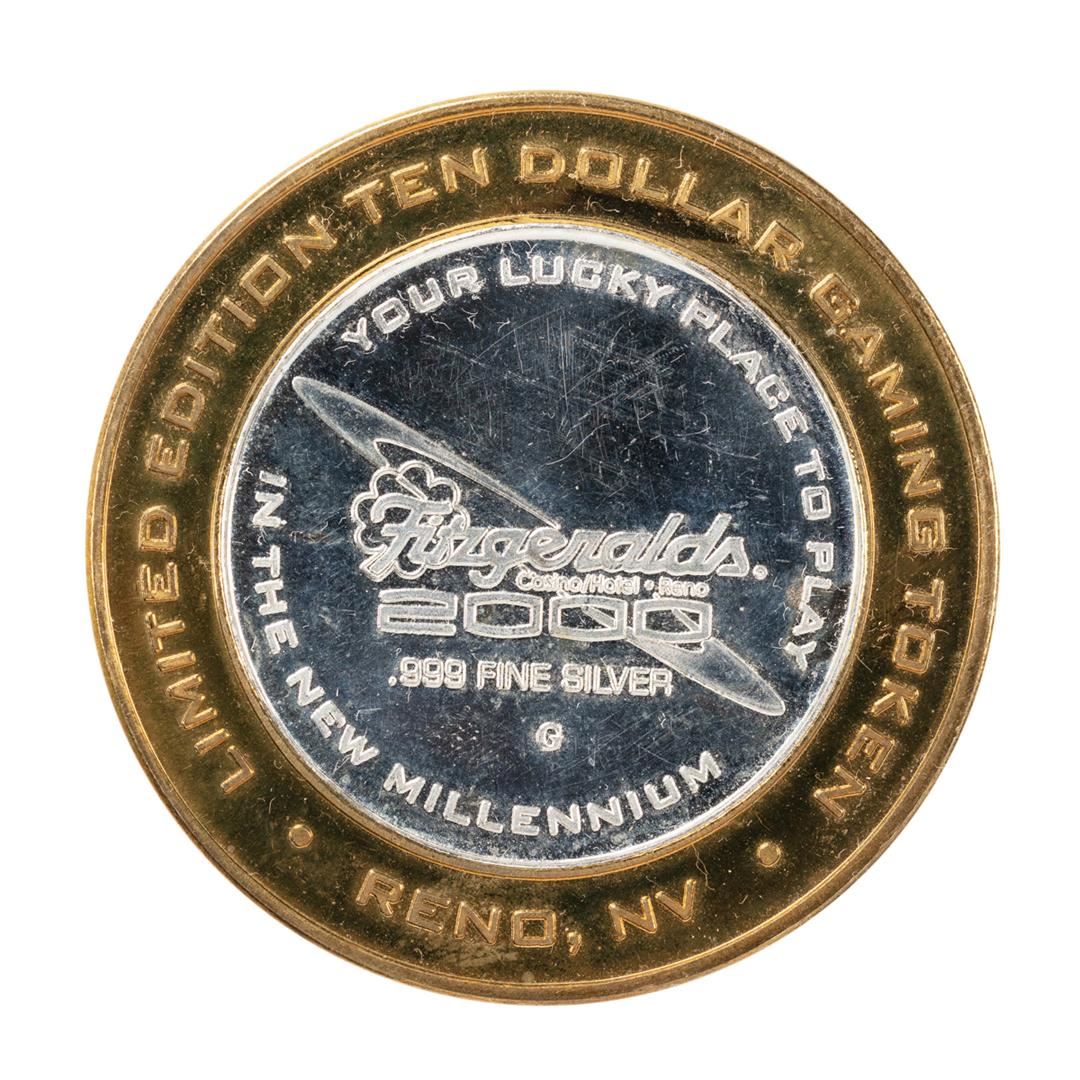 LIMITED EDITION TEN DOLLAR GAMING TOKEN
• RENO, NV •
YOUR LUCKY PLACE TO PLAY
IN THE NEW MILLENNIUM
Fitzgeralds.
Casino/Hotel • Reno
2000
.999 FINE SILVER
G